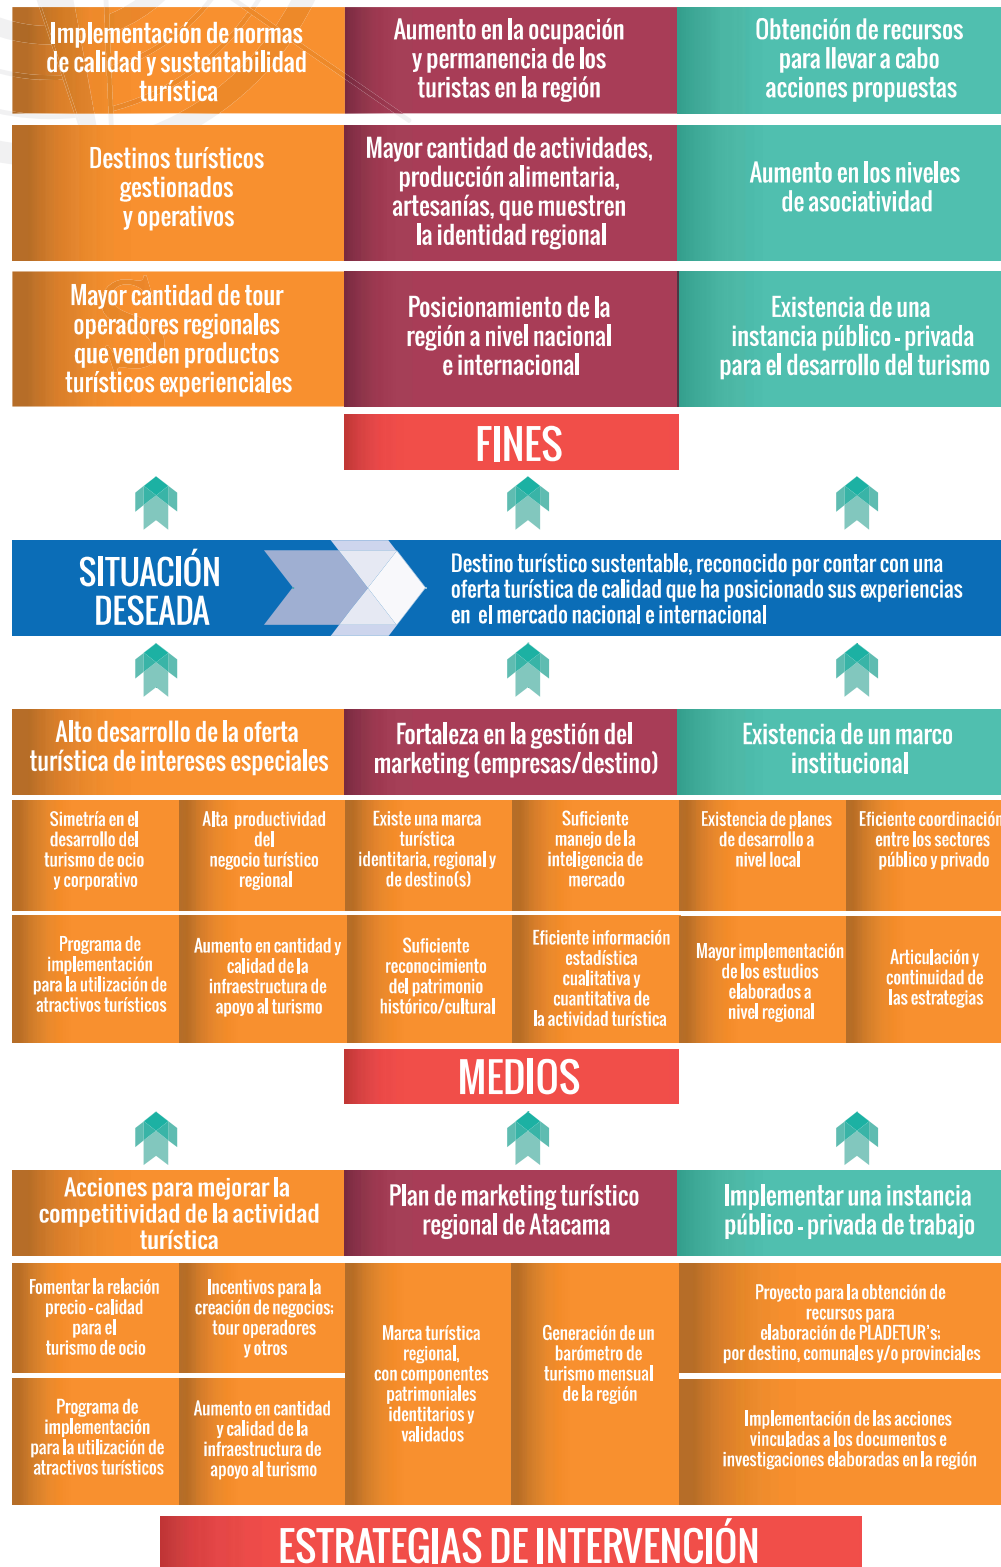 Implementación de normas
de calidad y sustentabilidad
turística
Aumento en la ocupación
y permanencia de los
turistas en la región
Obtención de recursos
para llevar a cabo
acciones propuestas
Destinos turísticos
gestionados
y operativos
Mayor cantidad de actividades,
producción alimentaria,
artesanías, que muestren
la identidad regional
Aumento en los niveles
de asociatividad
Mayor cantidad de tour
operadores regionales
que venden productos
turísticos experienciales
Posicionamiento de la
región a nivel nacional
e internacional
Existencia de una
instancia público - privada
para el desarrollo del turismo
FINES
SITUACIÓN
DESEADA
Destino turístico sustentable, reconocido por contar con una
oferta turística de calidad que ha posicionado sus experiencias
en el mercado nacional e internacional
Alto desarrollo de la oferta
turística de intereses especiales
Fortaleza en la gestión del
marketing (empresas/destino)
Existencia de un marco
institucional
Simetría en el
desarrollo del
turismo de ocio
y corporativo
Alta productividad
del
negocio turístico
regional
Existe una marca
turística
identitaria, regional y
de destino(s)
Suficiente
manejo de la
inteligencia de
mercado
Existencia de planes
de desarrollo a
nivel local
Eficiente coordinación
entre los sectores
público y privado
Programa de
implementación
para la utilización de
atractivos turísticos
Aumento en cantidad y
calidad de la
infraestructura de
apoyo al turismo
Suficiente
reconocimiento
del patrimonio
histórico/cultural
Eficiente información
estadística
cualitativa y
cuantitativa de
la actividad turística
Mayor implementación
de los estudios
elaborados a
nivel regional
Articulación y
continuidad de
las estrategias
MEDIOS
Acciones para mejorar la
competitividad de la actividad
turística
Plan de marketing turístico
regional de Atacama
Implementar una instancia
público - privada de trabajo
Fomentar la relación
precio - calidad
para el
turismo de ocio
Incentivos para la
creación de negocios;
tour operadores
y otros
Marca turística
regional,
con componentes
patrimoniales
identitarios y
validados
Generación de un
barómetro de
turismo mensual
de la región
Proyecto para la obtención de
recursos para
elaboración de PLADETUR's;
por destino, comunales y/o provinciales
Programa de
implementación
para la utilización de
atractivos turísticos
Aumento en cantidad
y calidad de la
infraestructura de
apoyo al turismo
Implementación de las acciones
vinculadas a los documentos e
investigaciones elaboradas en la región
ESTRATEGIAS DE INTERVENCIÓN